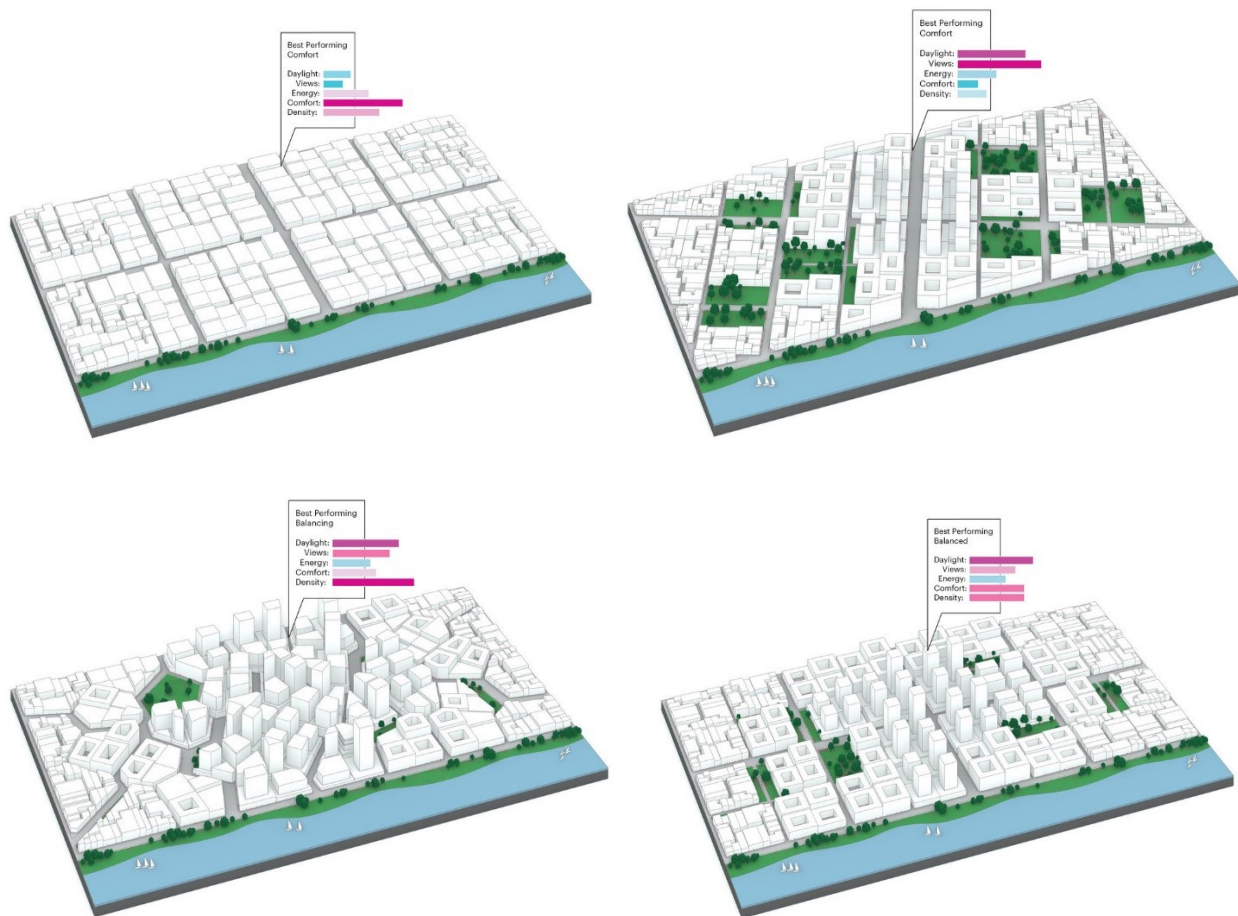 Best Performing
Comfort
Daylight:
Views:
Energy:
Comfort:
Density:
Best Performing
Comfort
Daylight:
Views:
Energy:
Comfort:
Density:
Best Performing
Balancing
Daylight:
Views:
Energy:
Comfort:
Density:
Best Performing
Balanced
Daylight:
Views:
Energy:
Comfort:
Density: